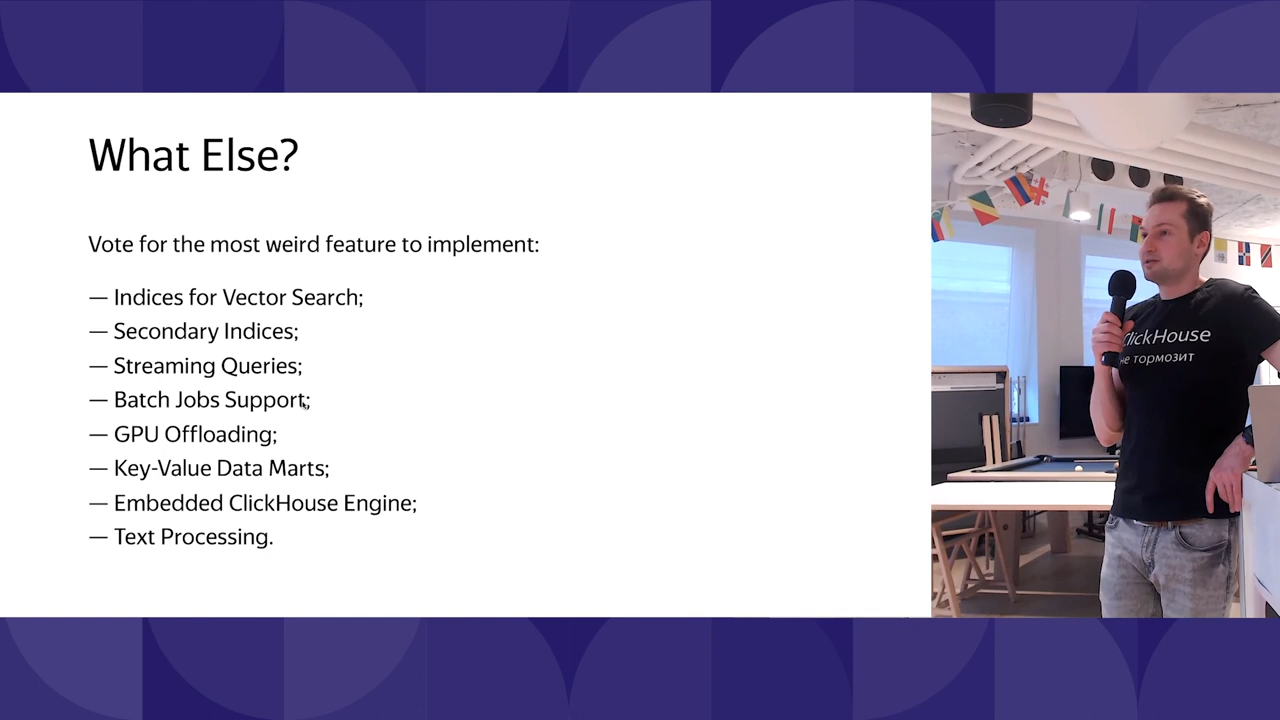 What Else?
Vote for the most weird feature to implement:
— Indices for Vector Search;
— Secondary Indices;
— Streaming Queries;
— Batch Jobs Support;
— GPU Offloading;
— Key-Value Data Marts;
— Embedded ClickHouse Engine;
— Text Processing.
ClickHouse
не тормозит